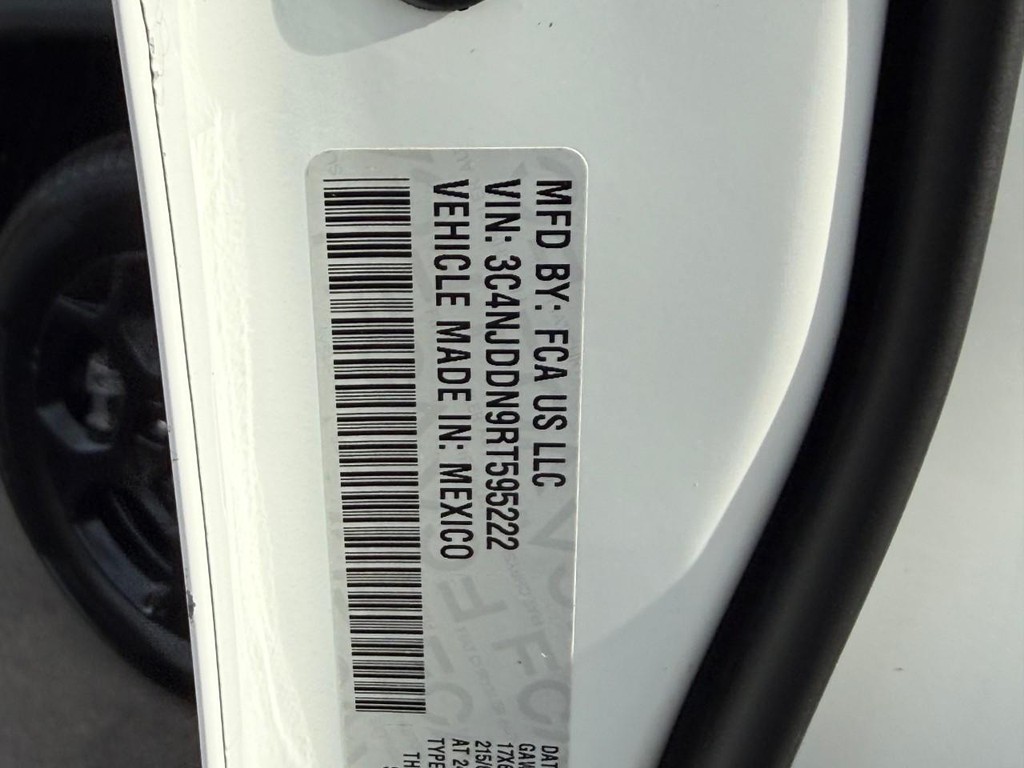 MFD BY: FCA US LLC
VIN: 3C4NJDDN9RT595222
VEHICLE MADE IN: MEXICO